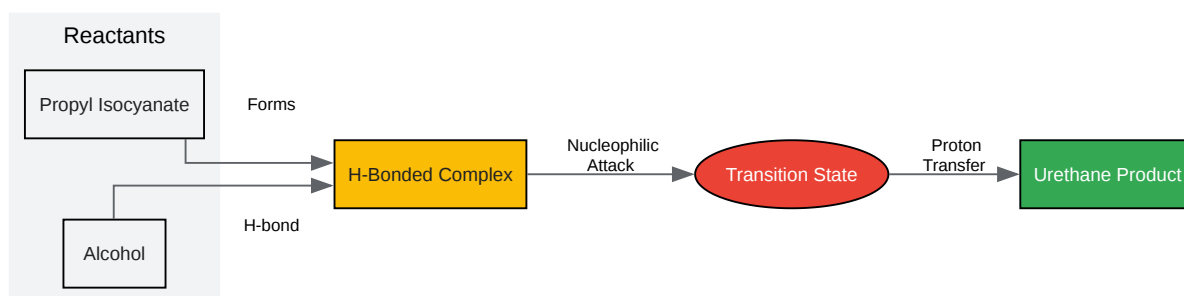 Reactants
Propyl Isocyanate
Forms
H-Bonded Complex
Nucleophilic
Attack
Transition State
Proton
Transfer
Urethane Product
H-bond
Alcohol